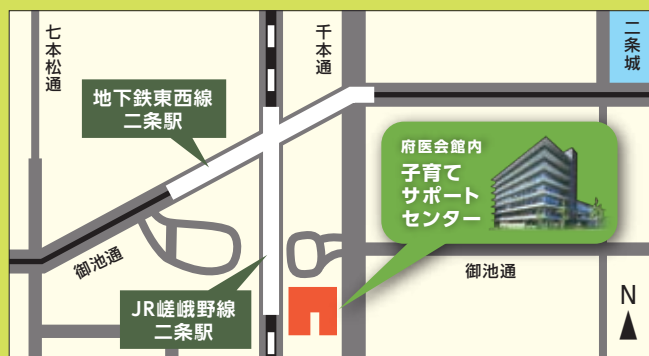 七本松通
千本通
二条城
地下鉄東西線
二条駅
府医会館内
子育て
サポート
センター
御池通
御池通
JR嵯峨野線
二条駅
N